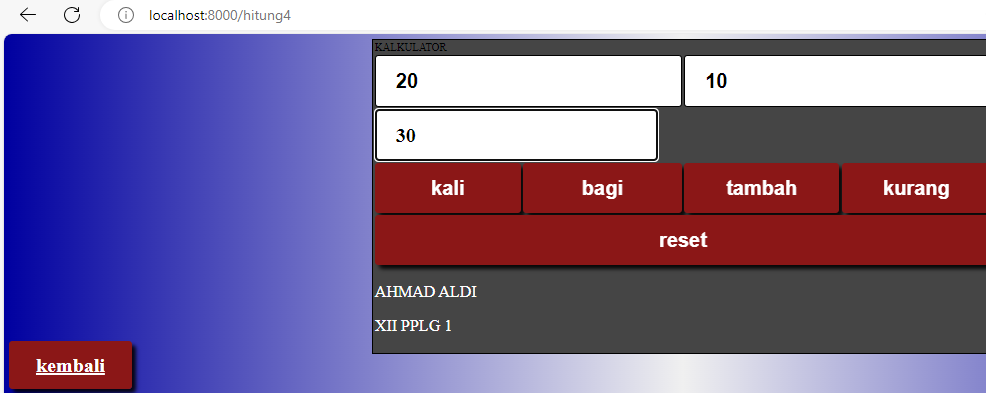 localhost:8000/hitung4
KALKULATOR
20 10
30
kali bagi tambah kurang
reset
AHMAD ALDI
XII PPLG 1
kembali